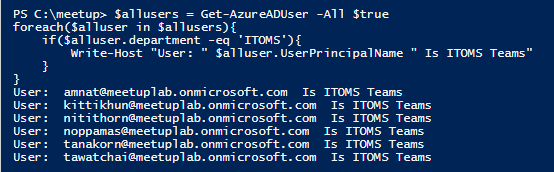 PS C:\meetup> $allusers = Get-AzureADUser -All $true
foreach($alluser in $allusers){
    if($alluser.department -eq 'ITOMS'){
        Write-Host "User: " $alluser.UserPrincipalName " Is ITOMS Teams"
    }
}
User:  amnat@meetuplab.onmicrosoft.com  Is ITOMS Teams
User:  kittikhun@meetuplab.onmicrosoft.com  Is ITOMS Teams
User:  nitithorn@meetuplab.onmicrosoft.com  Is ITOMS Teams
User:  noppamas@meetuplab.onmicrosoft.com  Is ITOMS Teams
User:  tanakorn@meetuplab.onmicrosoft.com  Is ITOMS Teams
User:  tawatchai@meetuplab.onmicrosoft.com  Is ITOMS Teams